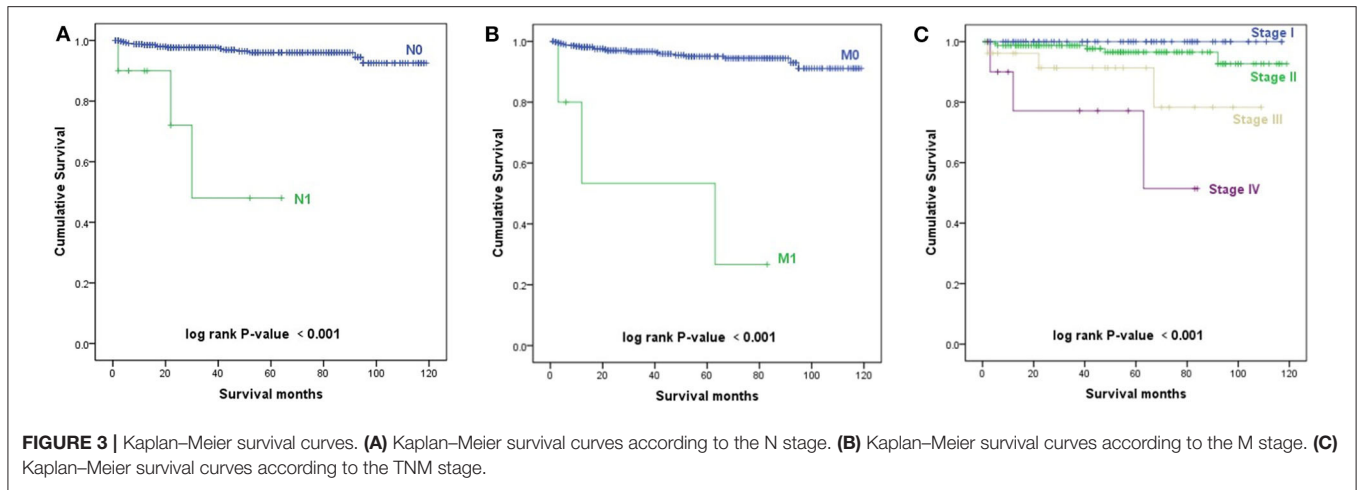 A
Cumulative Survival
1.0
0.8
0.6
0.4
0.2
0.0
N0
N1
log rank P-value < 0.001
0 20 40 60 80 100 120
Survival months
B
Cumulative Survival
1.0
0.8
0.6
0.4
0.2
0.0
M0
M1
log rank P-value < 0.001
0 20 40 60 80 100 120
Survival months
C
Cumulative Survival
1.0
0.8
0.6
0.4
0.2
0.0
Stage I
Stage II
Stage III
Stage IV
log rank P-value < 0.001
0 20 40 60 80 100 120
Survival months
FIGURE 3 | Kaplan–Meier survival curves. (A) Kaplan–Meier survival curves according to the N stage. (B) Kaplan–Meier survival curves according to the M stage. (C)
Kaplan–Meier survival curves according to the TNM stage.